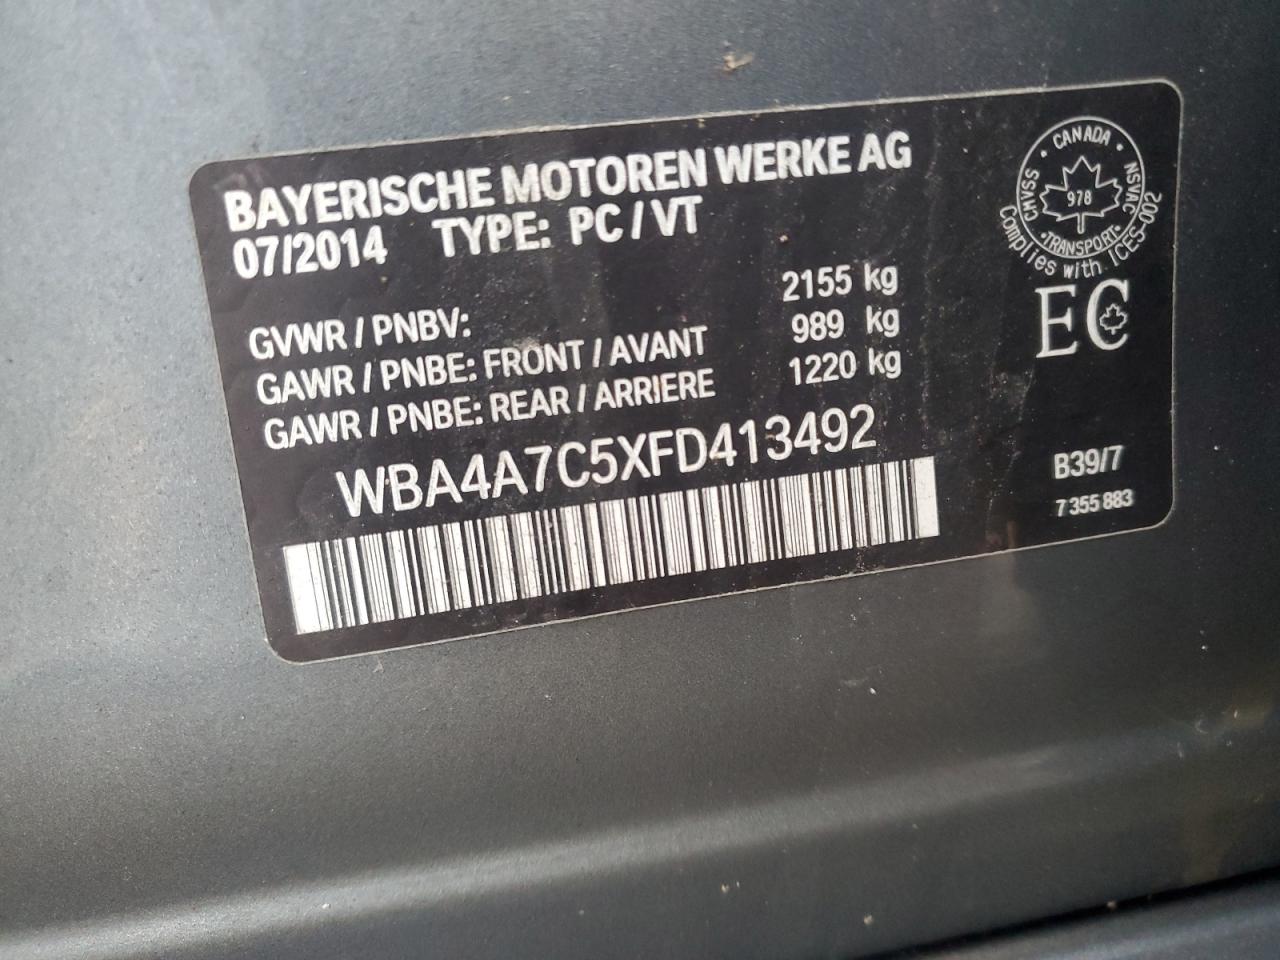 BAYERISCHE MOTOREN WERKE AG
07/2014 TYPE: PC / VT
GVWR / PNBV: 2155 kg
GAWR / PNBE: FRONT / AVANT 989 kg
GAWR / PNBE: REAR / ARRIERE 1220 kg
WBA4A7C5XFD413492
CANADA
CMVSS
NSVAC
978
TRANSPORT
Complies with ICES-002
EC
B39/7
7 355 883